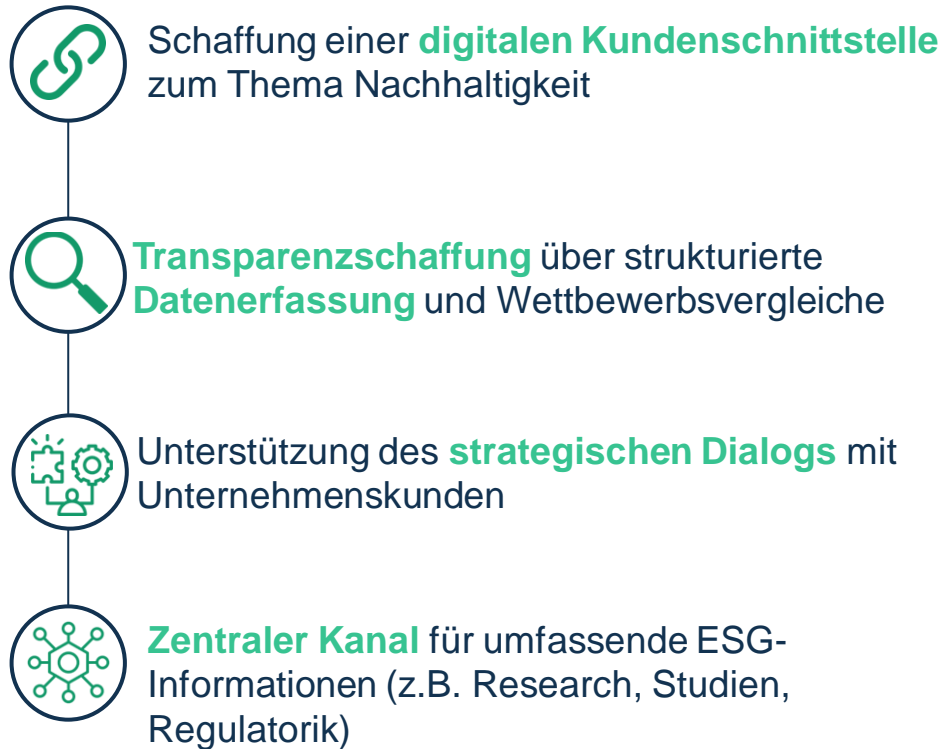 Schaffung einer digitalen Kundenschnittstelle
zum Thema Nachhaltigkeit
Transparenzschaffung über strukturierte
Datenerfassung und Wettbewerbsvergleiche
Unterstützung des strategischen Dialogs mit
Unternehmenskunden
Zentraler Kanal für umfassende ESG-
Informationen (z.B. Research, Studien,
Regulatorik)